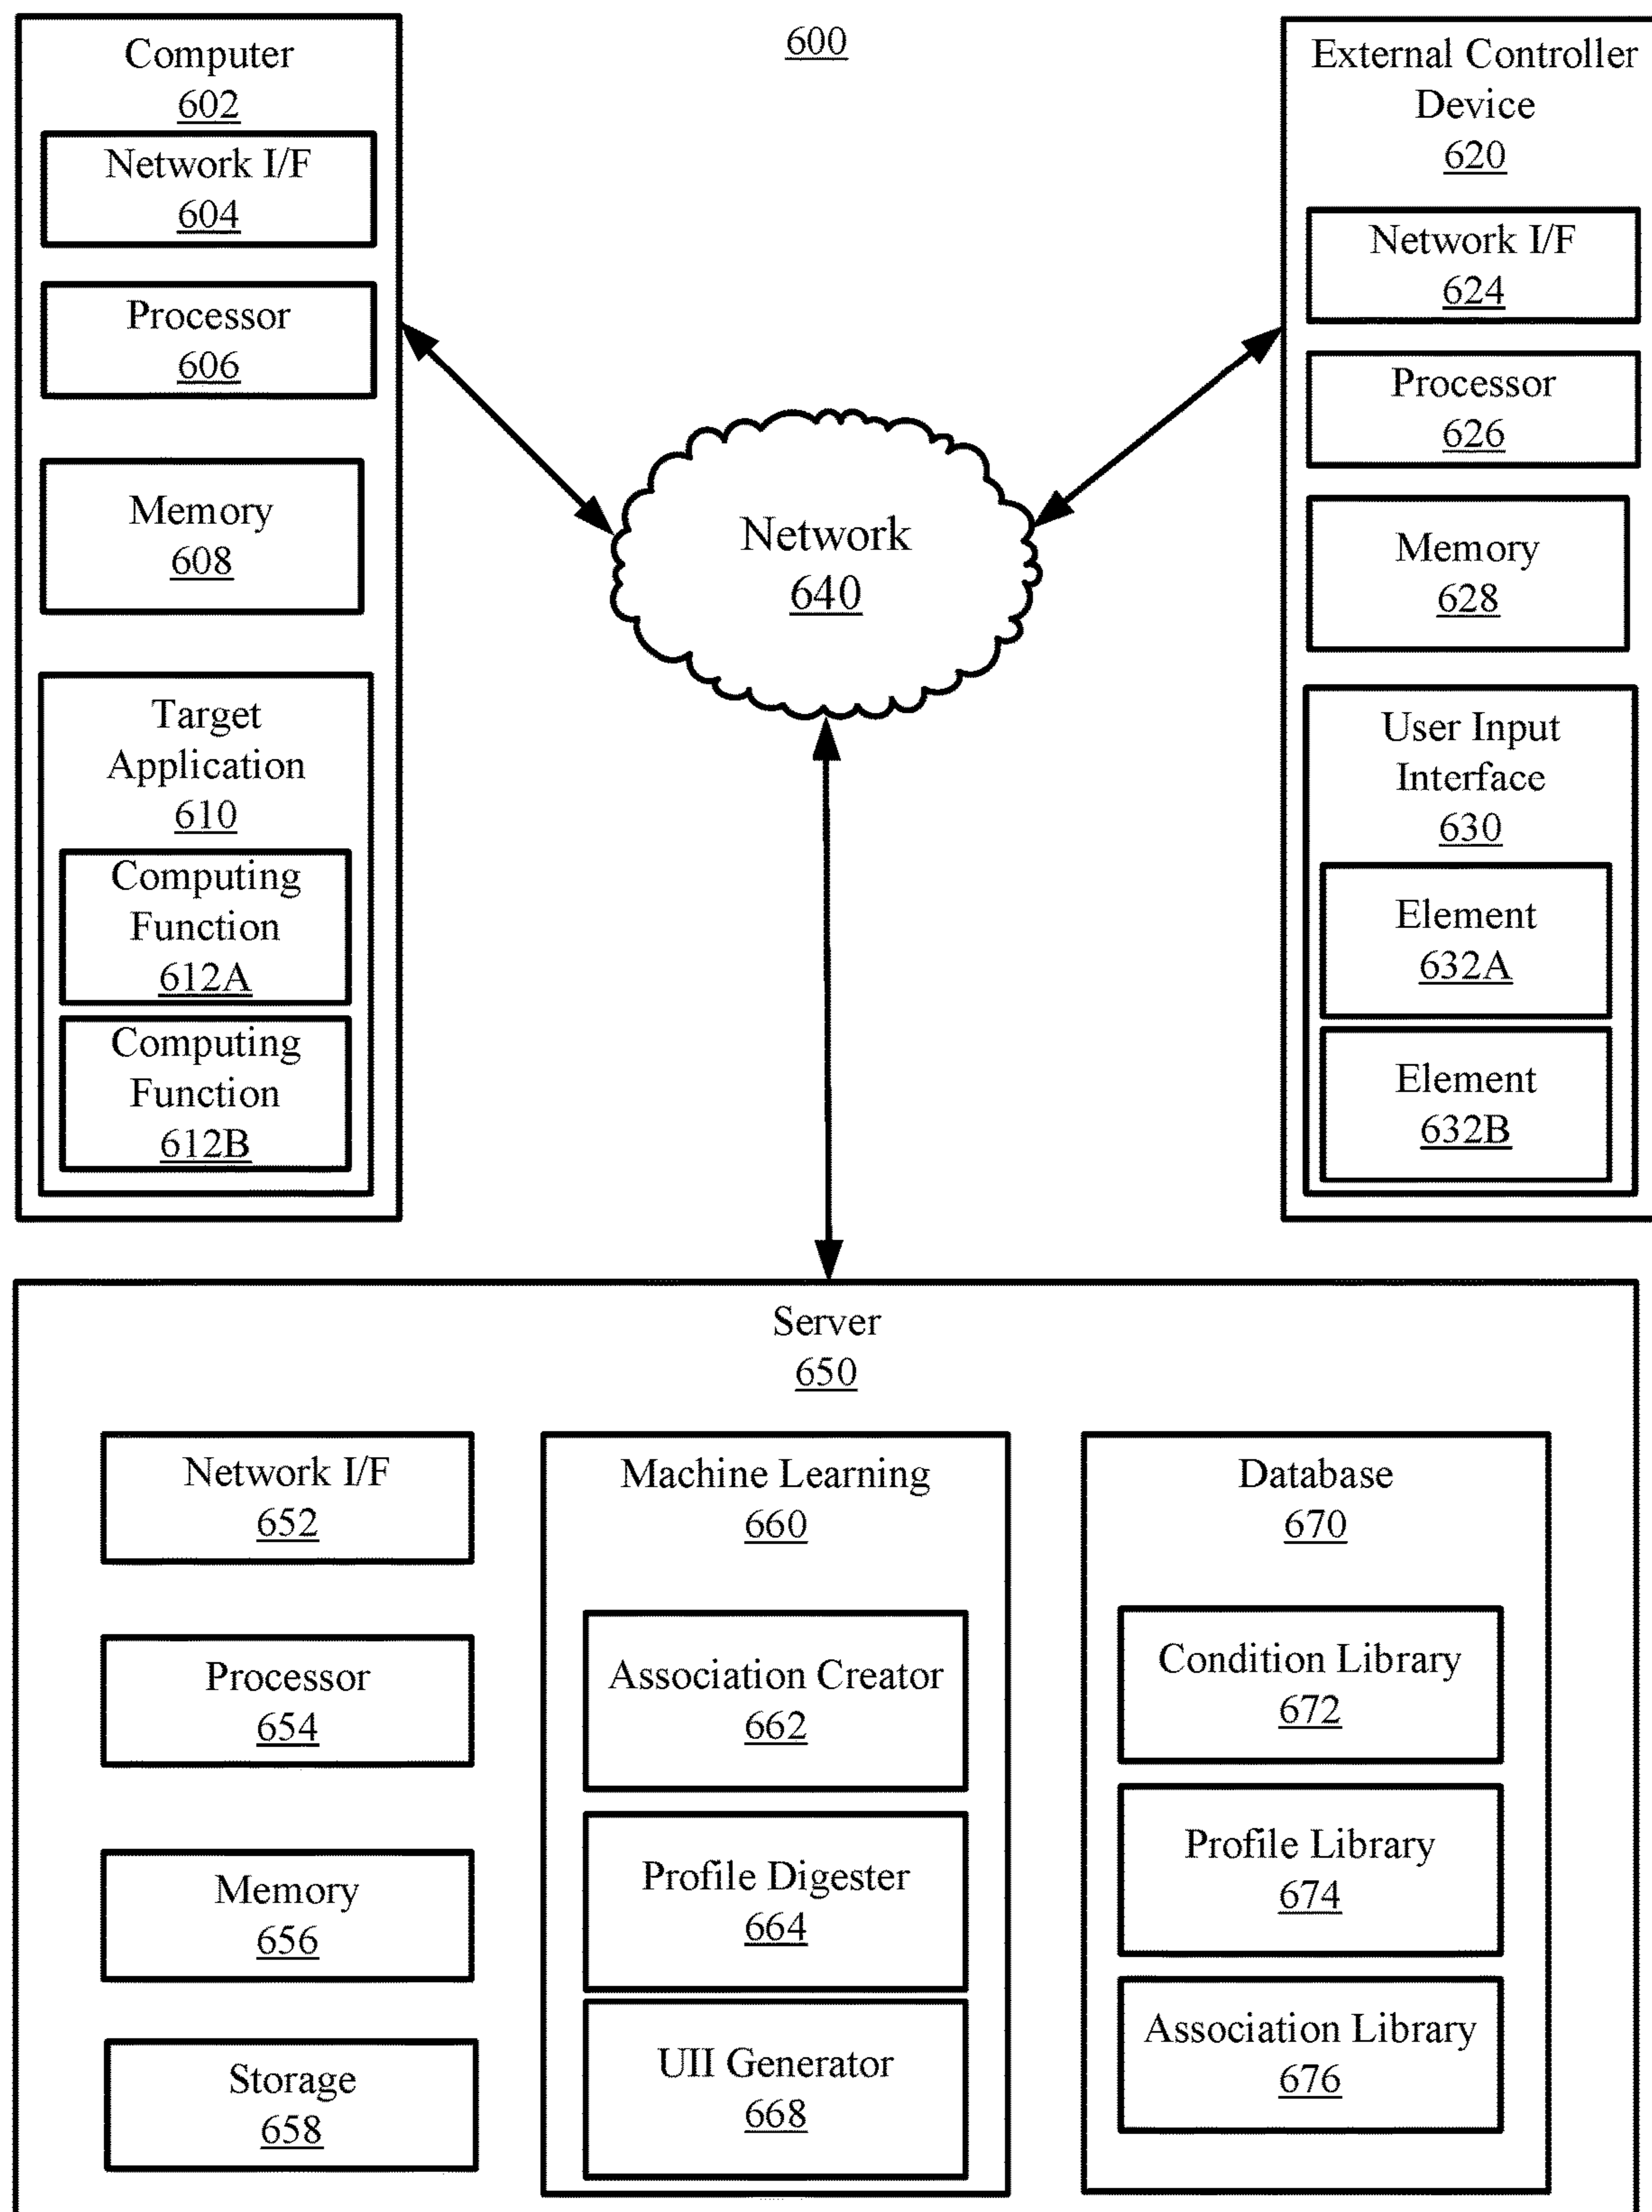 600
Computer
602
Network I/F
604
Processor
606
Memory
608
Target
Application
610
Computing
Function
612A
Computing
Function
612B
Network
640
External Controller
Device
620
Network I/F
624
Processor
626
Memory
628
User Input
Interface
630
Element
632A
Element
632B
Server
650
Network I/F
652
Processor
654
Memory
656
Storage
658
Machine Learning
660
Association Creator
662
Profile Digester
664
UII Generator
668
Database
670
Condition Library
672
Profile Library
674
Association Library
676